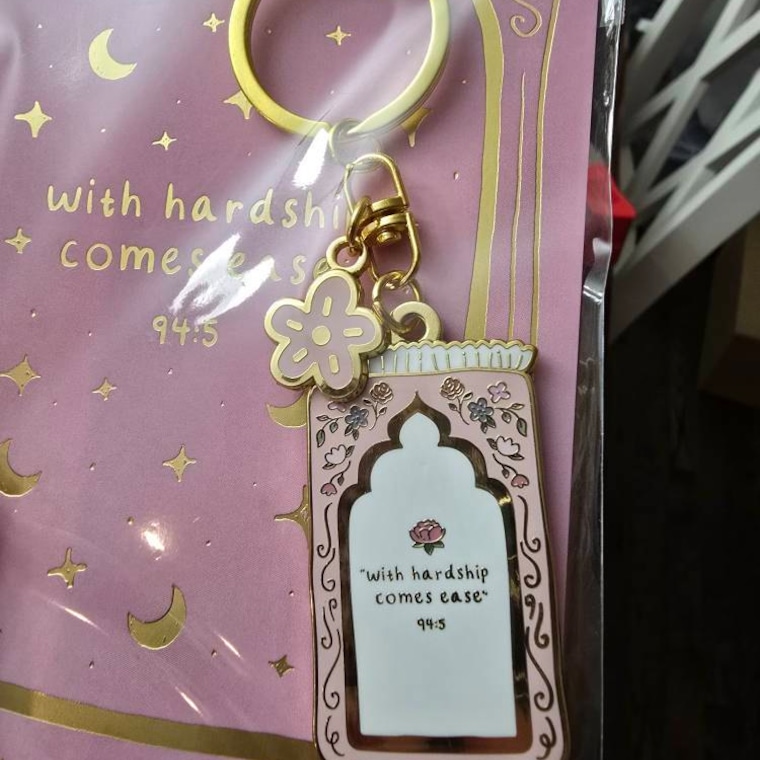 with hardship
comes ease
94:5
"with hardship
comes ease"
94:5